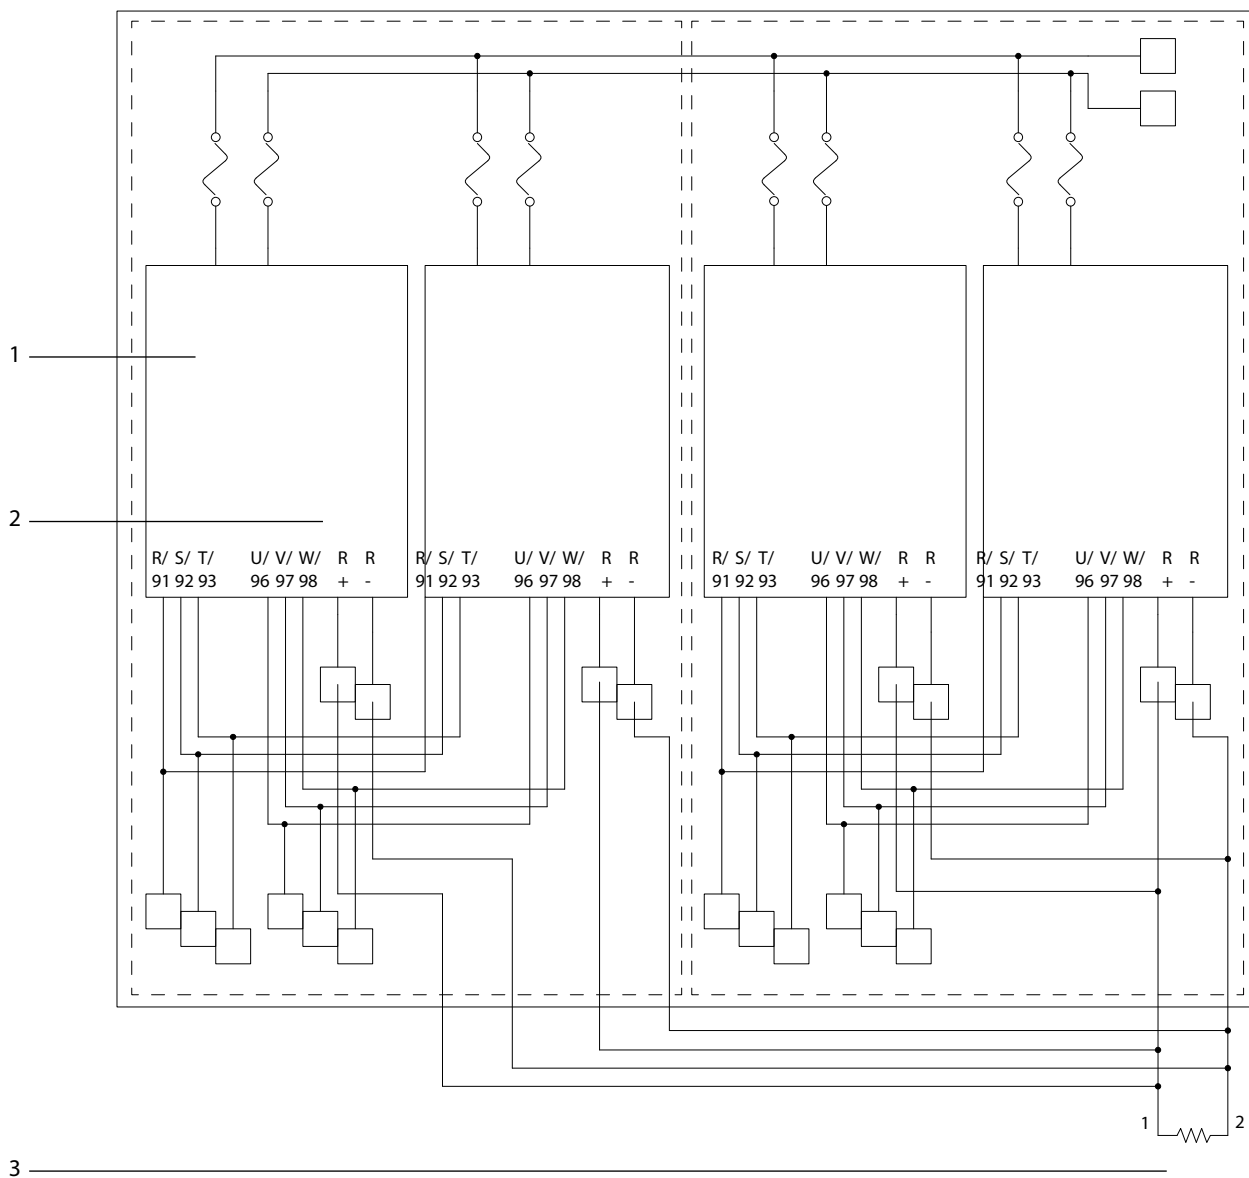 1
2
R/ S/ T/ U/ V/ W/ R R R/ S/ T/ U/ V/ W/ R R R/ S/ T/ U/ V/ W/ R R R/ S/ T/ U/ V/ W/ R R
91 92 93 96 97 98 + - 91 92 93 96 97 98 + - 91 92 93 96 97 98 + - 91 92 93 96 97 98 + -
1 2
3